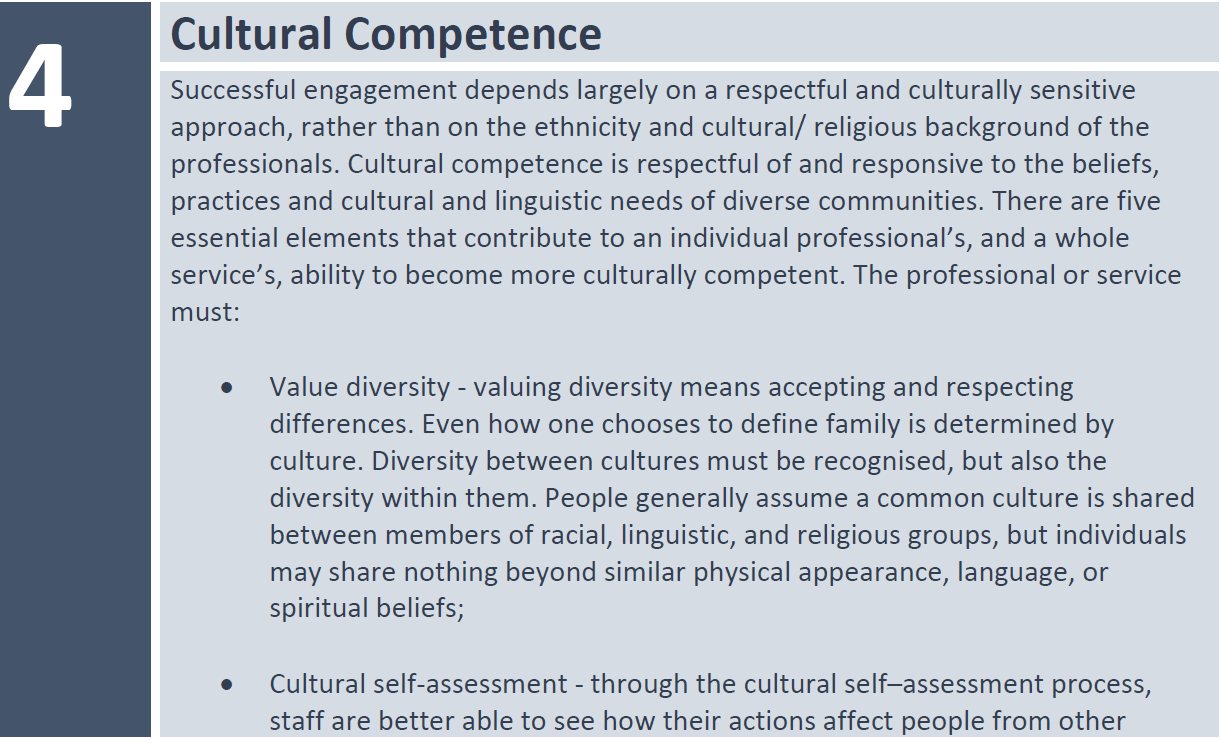 4
Cultural Competence
Successful engagement depends largely on a respectful and culturally sensitive
approach, rather than on the ethnicity and cultural/ religious background of the
professionals. Cultural competence is respectful of and responsive to the beliefs,
practices and cultural and linguistic needs of diverse communities. There are five
essential elements that contribute to an individual professional’s, and a whole
service’s, ability to become more culturally competent. The professional or service
must:
• Value diversity - valuing diversity means accepting and respecting
differences. Even how one chooses to define family is determined by
culture. Diversity between cultures must be recognised, but also the
diversity within them. People generally assume a common culture is shared
between members of racial, linguistic, and religious groups, but individuals
may share nothing beyond similar physical appearance, language, or
spiritual beliefs;
• Cultural self-assessment - through the cultural self–assessment process,
staff are better able to see how their actions affect people from other